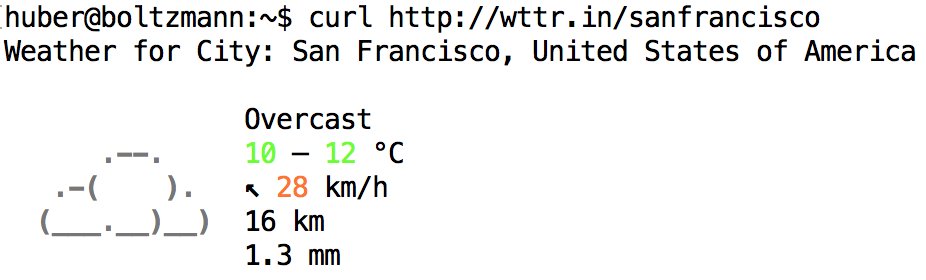 huber@boltzmann:~$ curl http://wttr.in/sanfrancisco
Weather for City: San Francisco, United States of America
Overcast
.--. 10 – 12 °C
.-(    ). ↖ 28 km/h
(___.__)__) 16 km
1.3 mm